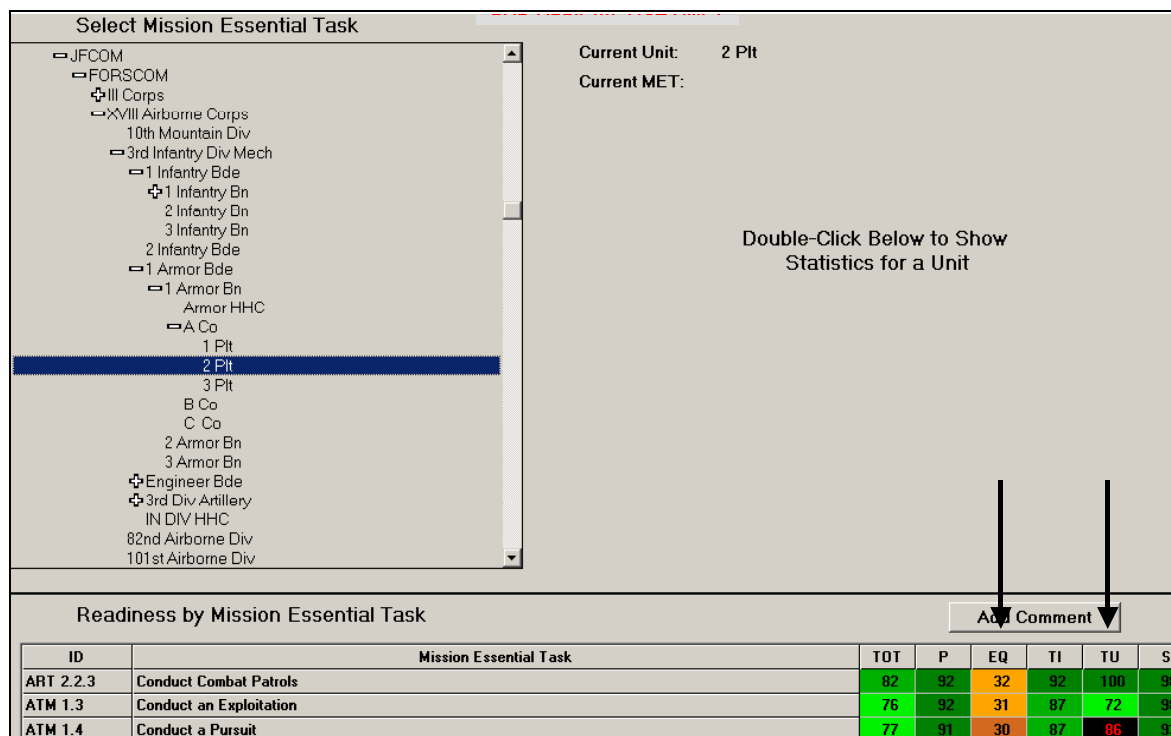 Select Mission Essential Task
JFCOM
FORSCOM
III Corps
XVIII Airborne Corps
10th Mountain Div
3rd Infantry Div Mech
1 Infantry Bde
1 Infantry Bn
2 Infantry Bn
3 Infantry Bn
2 Infantry Bde
1 Armor Bde
1 Armor Bn
Armor HHC
A Co
1 Plt
2 Plt
3 Plt
B Co
C Co
2 Armor Bn
3 Armor Bn
Engineer Bde
3rd Div Artillery
IN DIV HHC
82nd Airborne Div
101st Airborne Div
Current Unit: 2 Plt
Current MET:
Double-Click Below to Show
Statistics for a Unit
Readiness by Mission Essential Task
Add Comment
ID Mission Essential Task TOT P EQ TI TU
ART 2.2.3 Conduct Combat Patrols 82 92 32 92 100
ATM 1.3 Conduct an Exploitation 76 92 31 87 72
ATM 1.4 Conduct a Pursuit 77 91 30 87 86